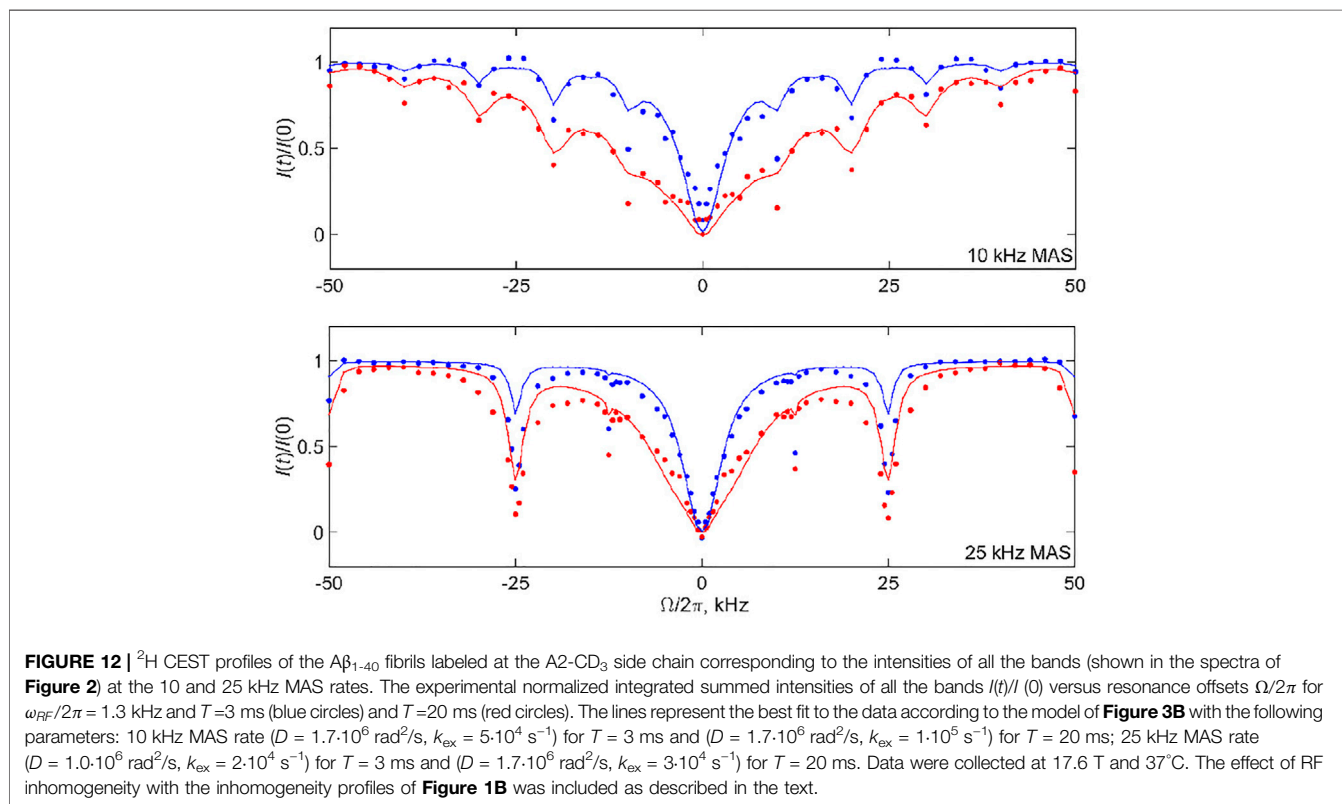 I(t)/I(0)
1
0.5
0
10 kHz MAS
-50
-25
0
25
50
I(t)/I(0)
1
0.5
0
25 kHz MAS
-50
-25
0
25
50
Ω/2π, kHz
FIGURE 12 | ²H CEST profiles of the Aβ₁₋₄₀ fibrils labeled at the A2-CD₃ side chain corresponding to the intensities of all the bands (shown in the spectra of
Figure 2) at the 10 and 25 kHz MAS rates. The experimental normalized integrated summed intensities of all the bands I(t)/I (0) versus resonance offsets Ω/2π for
ω_RF/2π = 1.3 kHz and T =3 ms (blue circles) and T =20 ms (red circles). The lines represent the best fit to the data according to the model of Figure 3B with the following
parameters: 10 kHz MAS rate (D = 1.7·10⁶ rad²/s, kₑₓ = 5·10⁴ s⁻¹) for T = 3 ms and (D = 1.7·10⁶ rad²/s, kₑₓ = 1·10⁵ s⁻¹) for T = 20 ms; 25 kHz MAS rate
(D = 1.0·10⁶ rad²/s, kₑₓ = 2·10⁴ s⁻¹) for T = 3 ms and (D = 1.7·10⁶ rad²/s, kₑₓ = 3·10⁴ s⁻¹) for T = 20 ms. Data were collected at 17.6 T and 37°C. The effect of RF
inhomogeneity with the inhomogeneity profiles of Figure 1B was included as described in the text.